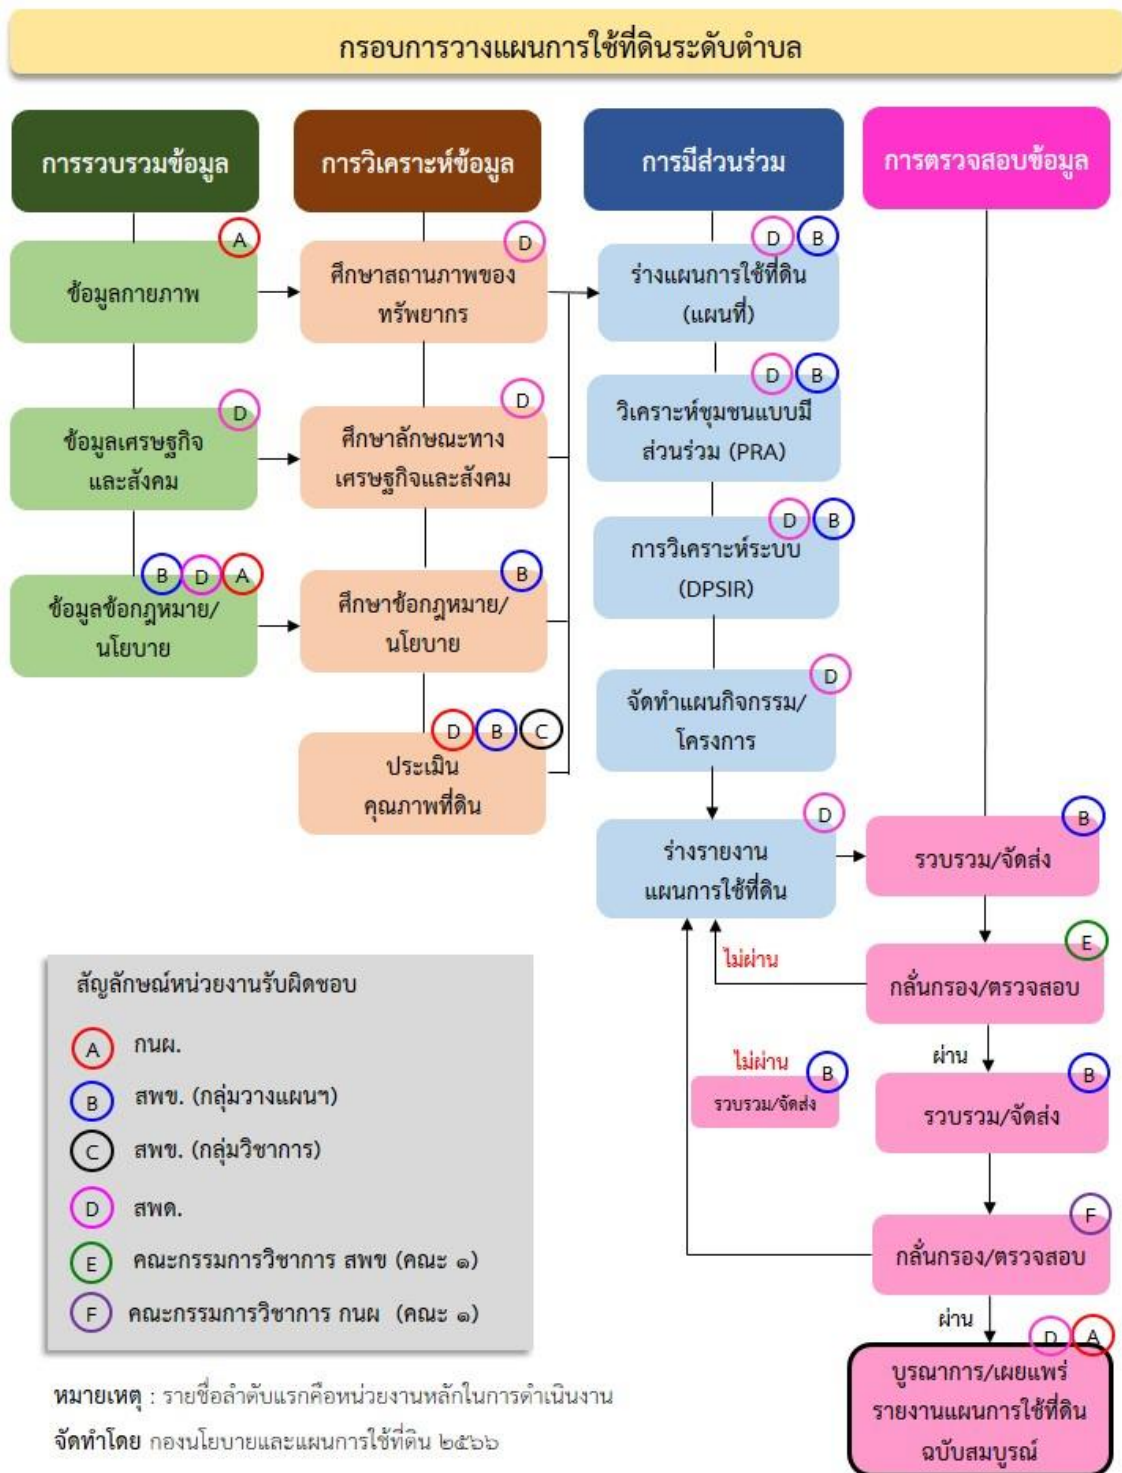 กรอบการวางแผนการใช้ที่ดินระดับตำบล
การรวบรวมข้อมูล
การวิเคราะห์ข้อมูล
การมีส่วนร่วม
การตรวจสอบข้อมูล
A
ข้อมูลกายภาพ
D
ข้อมูลเศรษฐกิจ
และสังคม
B D A
ข้อมูลข้อกฎหมาย/
นโยบาย
D
ศึกษาสถานภาพของ
ทรัพยากร
D
ศึกษาลักษณะทาง
เศรษฐกิจและสังคม
B
ศึกษาข้อกฎหมาย/
นโยบาย
D B C
ประเมิน
คุณภาพที่ดิน
D B
ร่างแผนการใช้ที่ดิน
(แผนที่)
D B
วิเคราะห์ชุมชนแบบมี
ส่วนร่วม (PRA)
D B
การวิเคราะห์ระบบ
(DPSIR)
D
จัดทำแผนกิจกรรม/
โครงการ
D
ร่างรายงาน
แผนการใช้ที่ดิน
B
รวบรวม/จัดส่ง
E
กลั่นกรอง/ตรวจสอบ
ไม่ผ่าน
ผ่าน
B
รวบรวม/จัดส่ง
ไม่ผ่าน
B
รวบรวม/จัดส่ง
F
กลั่นกรอง/ตรวจสอบ
ผ่าน
D A
บูรณาการ/เผยแพร่
รายงานแผนการใช้ที่ดิน
ฉบับสมบูรณ์
สัญลักษณ์หน่วยงานรับผิดชอบ
A กนผ.
B สพข. (กลุ่มวางแผนฯ)
C สพข. (กลุ่มวิชาการ)
D สพด.
E คณะกรรมการวิชาการ สพข (คณะ ๑)
F คณะกรรมการวิชาการ กนผ (คณะ ๑)
หมายเหตุ : รายชื่อลำดับแรกคือหน่วยงานหลักในการดำเนินงาน
จัดทำโดย กองนโยบายและแผนการใช้ที่ดิน ๒๕๖๖